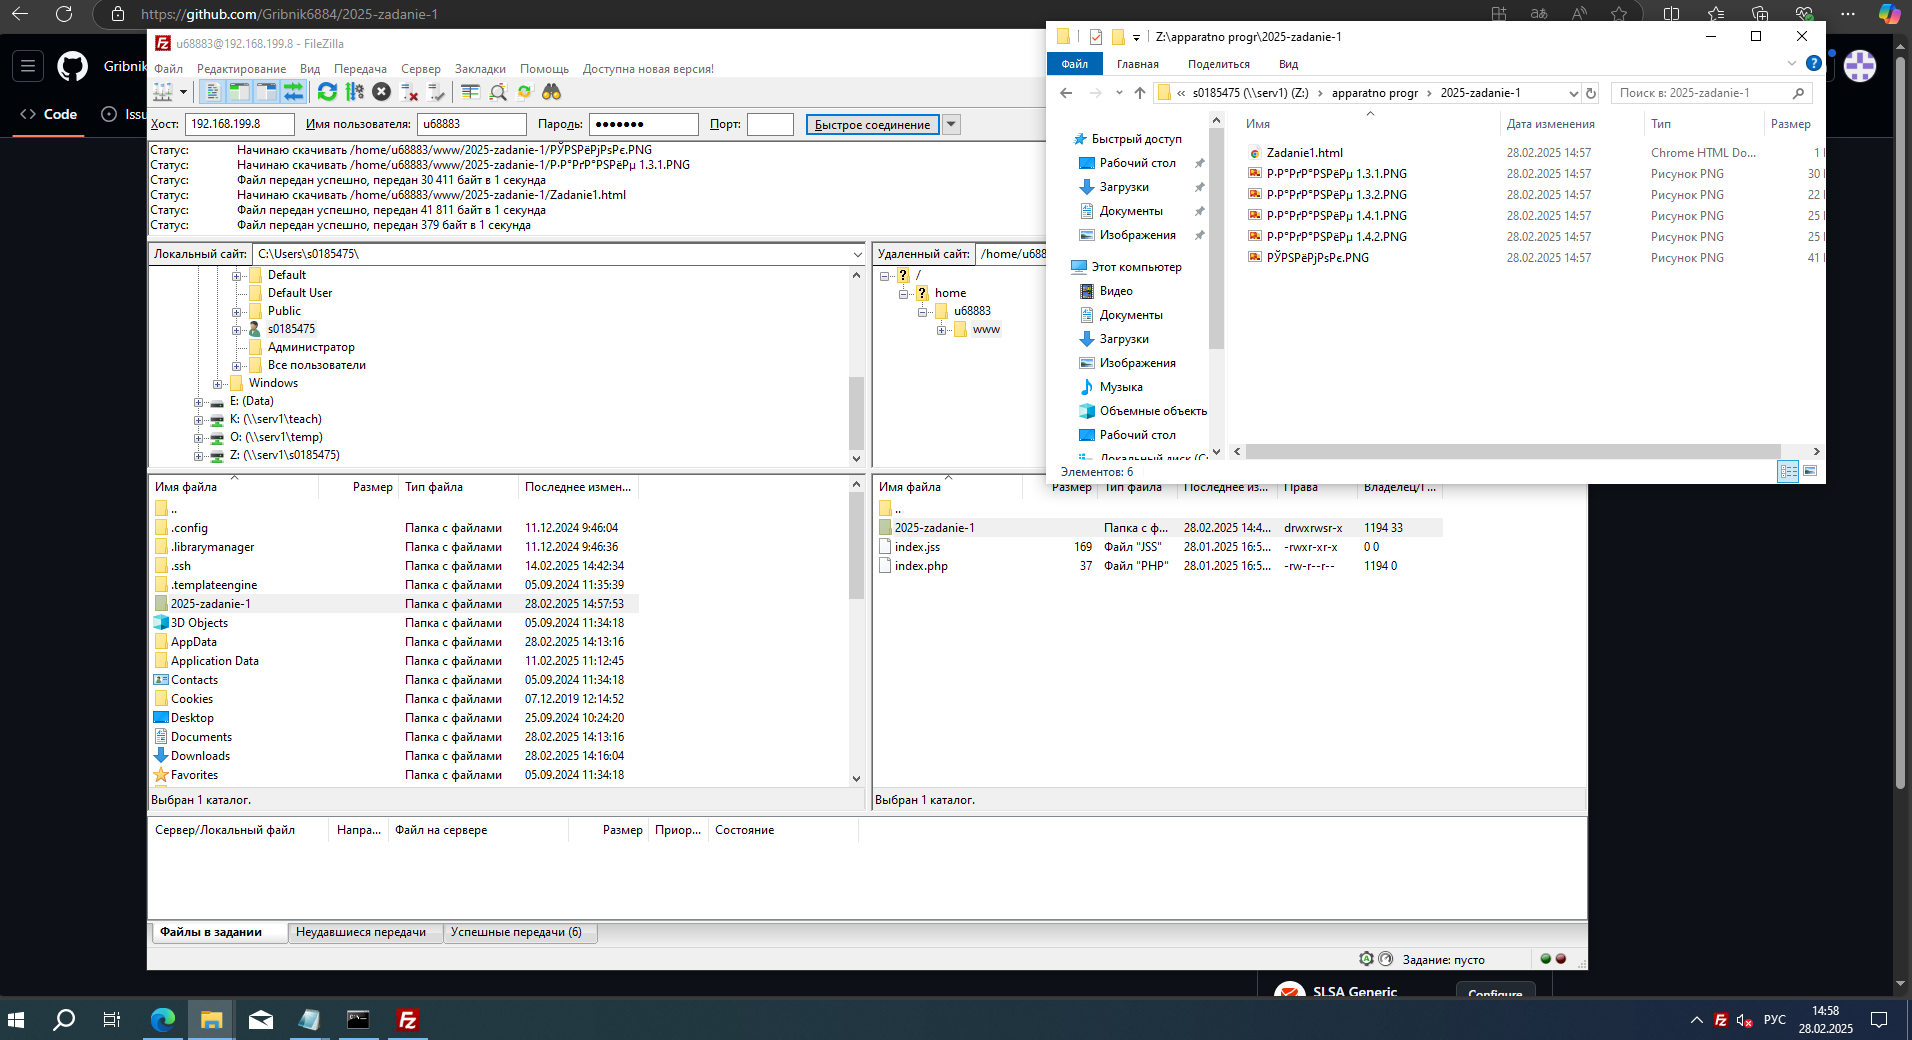 https://github.com/Gribnik6884/2025-zadanie-1
Gribnik
Code
Issu
u68883@192.168.199.8 - FileZilla
Файл Редактирование Вид Передача Сервер Закладки Помощь Доступна новая версия!
Хост: 192.168.199.8 Имя пользователя: u68883 Пароль: ●●●●●●● Порт: Быстрое соединение
Статус: Начинаю скачивать /home/u68883/www/2025-zadanie-1/РЎРЅРёРјРѕРє.PNG
Статус: Начинаю скачивать /home/u68883/www/2025-zadanie-1/Р·Р°РґР°РЅРёРµ 1.3.1.PNG
Статус: Файл передан успешно, передан 30 411 байт в 1 секунда
Статус: Начинаю скачивать /home/u68883/www/2025-zadanie-1/Zadanie1.html
Статус: Файл передан успешно, передан 41 811 байт в 1 секунда
Статус: Файл передан успешно, передан 379 байт в 1 секунда
Локальный сайт: C:\Users\s0185475\
Default
Default User
Public
s0185475
Администратор
Все пользователи
Windows
E: (Data)
K: (\\serv1\teach)
O: (\\serv1\temp)
Z: (\\serv1\s0185475)
Удаленный сайт: /home/u688
/
home
u68883
www
Имя файла Размер Тип файла Последнее измен...
..
.config Папка с файлами 11.12.2024 9:46:04
.librarymanager Папка с файлами 11.12.2024 9:46:36
.ssh Папка с файлами 14.02.2025 14:42:34
.templateengine Папка с файлами 05.09.2024 11:35:39
2025-zadanie-1 Папка с файлами 28.02.2025 14:57:53
3D Objects Папка с файлами 05.09.2024 11:34:18
AppData Папка с файлами 28.02.2025 14:13:16
Application Data Папка с файлами 11.02.2025 11:12:45
Contacts Папка с файлами 05.09.2024 11:34:18
Cookies Папка с файлами 07.12.2019 12:14:52
Desktop Папка с файлами 25.09.2024 10:24:20
Documents Папка с файлами 28.02.2025 14:13:16
Downloads Папка с файлами 28.02.2025 14:16:04
Favorites Папка с файлами 05.09.2024 11:34:18
Выбран 1 каталог.
Имя файла Размер Тип файла Последнее из... Права Владелец/Г...
..
2025-zadanie-1 Папка с ф... 28.02.2025 14:4... drwxrwsr-x 1194 33
index.jss 169 Файл "JSS" 28.01.2025 16:5... -rwxr-xr-x 0 0
index.php 37 Файл "PHP" 28.01.2025 16:5... -rw-r--r-- 1194 0
Выбран 1 каталог.
Сервер/Локальный файл Напра... Файл на сервере Размер Приор... Состояние
Файлы в задании Неудавшиеся передачи Успешные передачи (6)
Задание: пусто
Z:\apparatno progr\2025-zadanie-1
Файл Главная Поделиться Вид
« s0185475 (\\serv1) (Z:) › apparatno progr › 2025-zadanie-1
Поиск в: 2025-zadanie-1
Быстрый доступ
Рабочий стол
Загрузки
Документы
Изображения
Этот компьютер
Видео
Документы
Загрузки
Изображения
Музыка
Объемные объекть
Рабочий стол
Локальный диск (C:
Имя Дата изменения Тип Размер
Zadanie1.html 28.02.2025 14:57 Chrome HTML Do... 1
Р·Р°РґР°РЅРёРµ 1.3.1.PNG 28.02.2025 14:57 Рисунок PNG 30
Р·Р°РґР°РЅРёРµ 1.3.2.PNG 28.02.2025 14:57 Рисунок PNG 22
Р·Р°РґР°РЅРёРµ 1.4.1.PNG 28.02.2025 14:57 Рисунок PNG 25
Р·Р°РґР°РЅРёРµ 1.4.2.PNG 28.02.2025 14:57 Рисунок PNG 25
РЎРЅРёРјРѕРє.PNG 28.02.2025 14:57 Рисунок PNG 41
Элементов: 6
SLSA Generic
Configure
РУС
14:58
28.02.2025